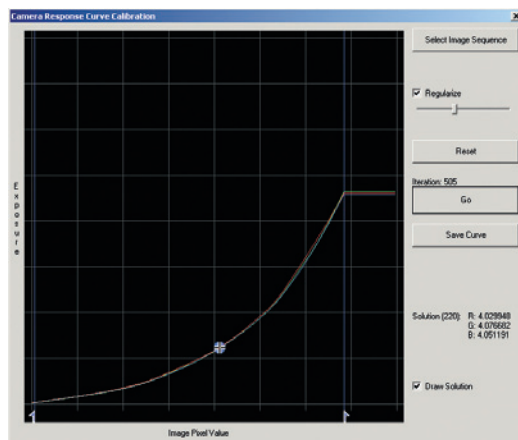 Camera Response Curve Calibration
Select Image Sequence
Regularize
Reset
Iteration: 505
Go
Save Curve
Exposure
Solution (220): R: 4.029948
G: 4.076682
B: 4.051191
Draw Solution
Image Pixel Value